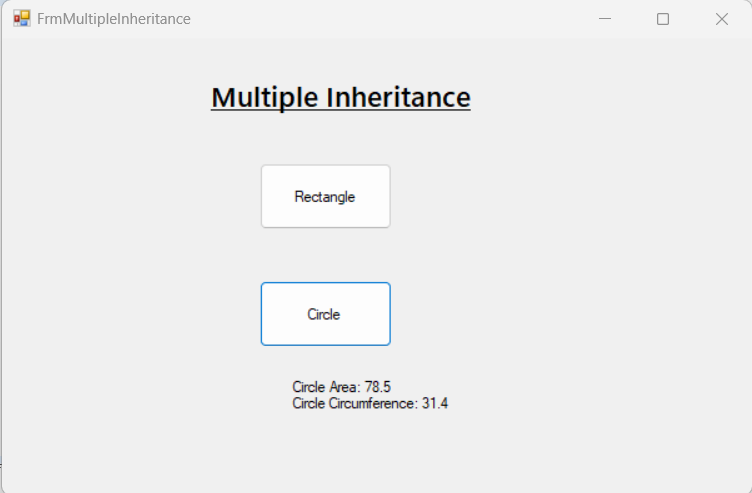 FrmMultipleInheritance
Multiple Inheritance
Rectangle
Circle
Circle Area: 78.5
Circle Circumference: 31.4